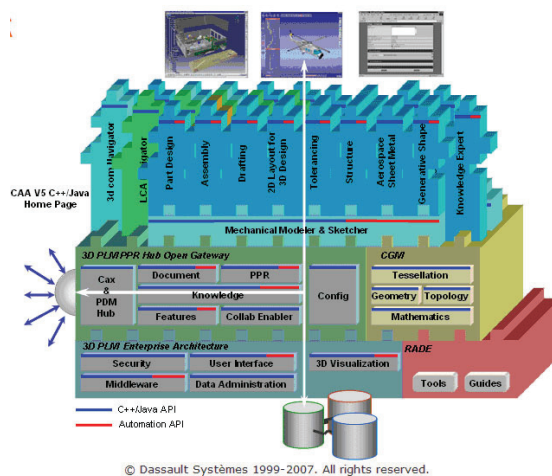 CAA V5 C++/Java
Home Page
3d com Navigator
LCA Navigator
Part Design
Assembly
Drafting
2D Layout for
3D Design
Tolerancing
Structure
Aerospace
Sheet Metal
Generative Shape
Knowledge Expert
Mechanical Modeler & Sketcher
3D PLM PPR Hub Open Gateway
CGM
Cax
&
PDM
Hub
Document
PPR
Knowledge
Features
Collab Enabler
Config
Tessellation
Geometry
Topology
Mathematics
3D PLM Enterprise Architecture
RADE
Security
User Interface
3D Visualization
Middleware
Data Administration
Tools
Guides
C++/Java API
Automation API
© Dassault Systèmes 1999-2007. All rights reserved.